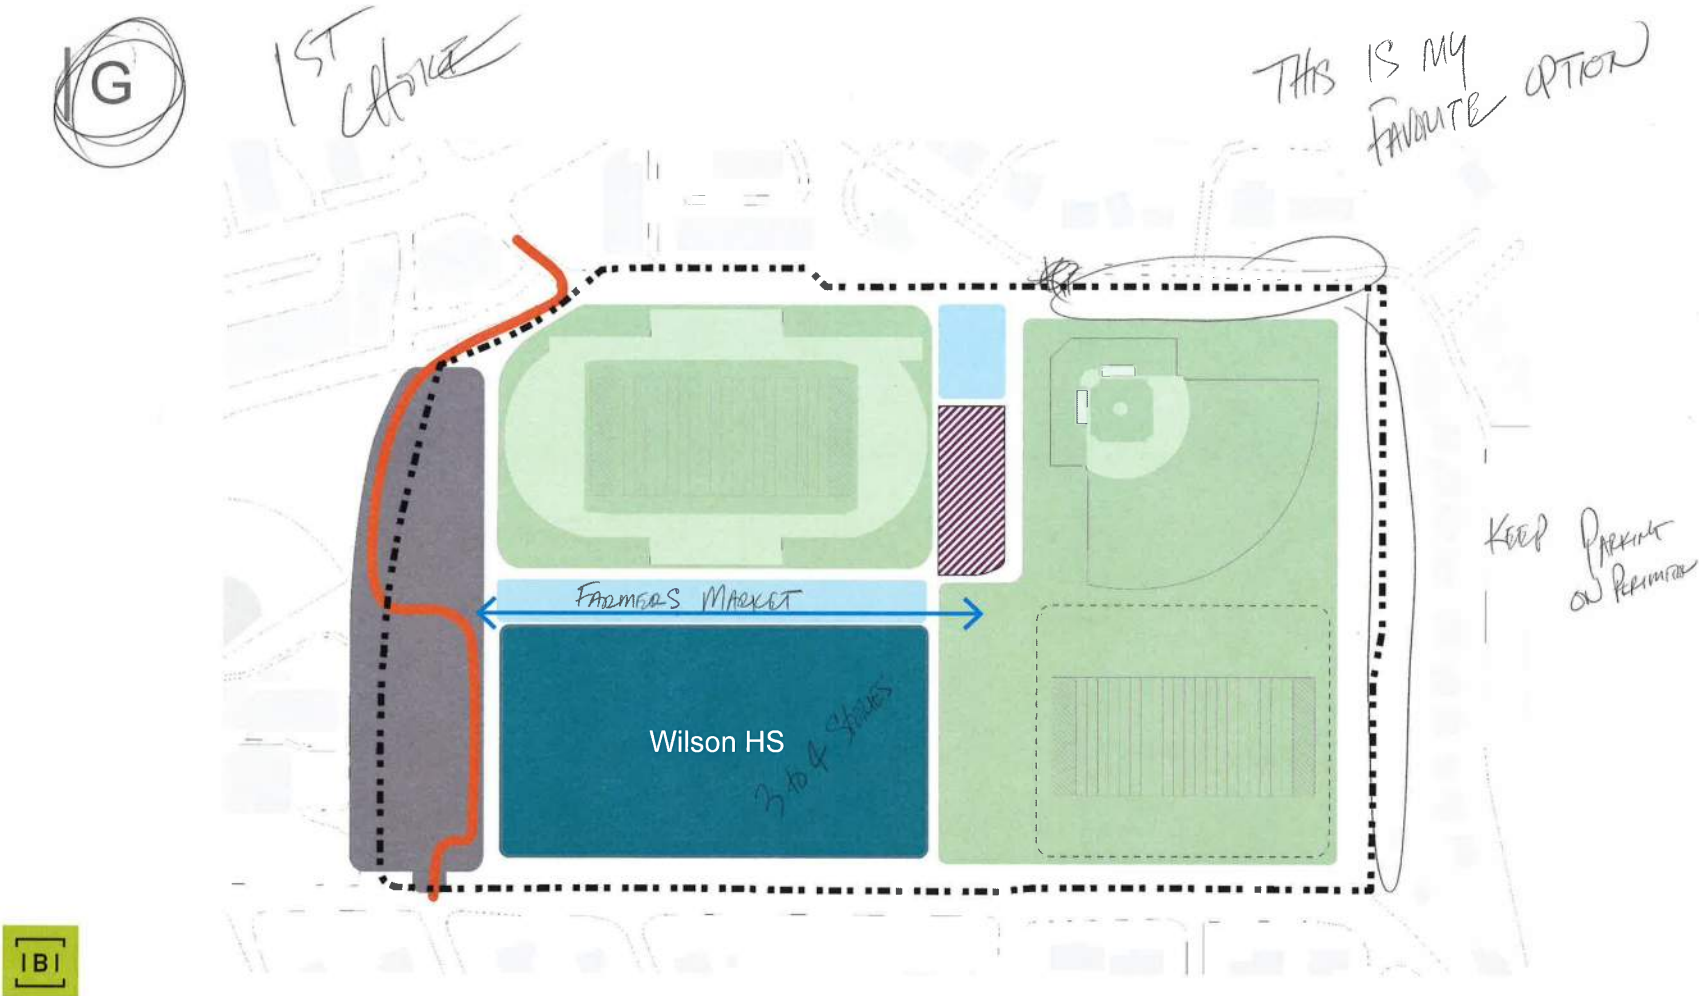 G
1ST
CHOICE
THIS IS MY
FAVORITE OPTION
KEEP PARKING
ON PERIMETER
FARMERS MARKET
Wilson HS
3 to 4 STORIES
IBI